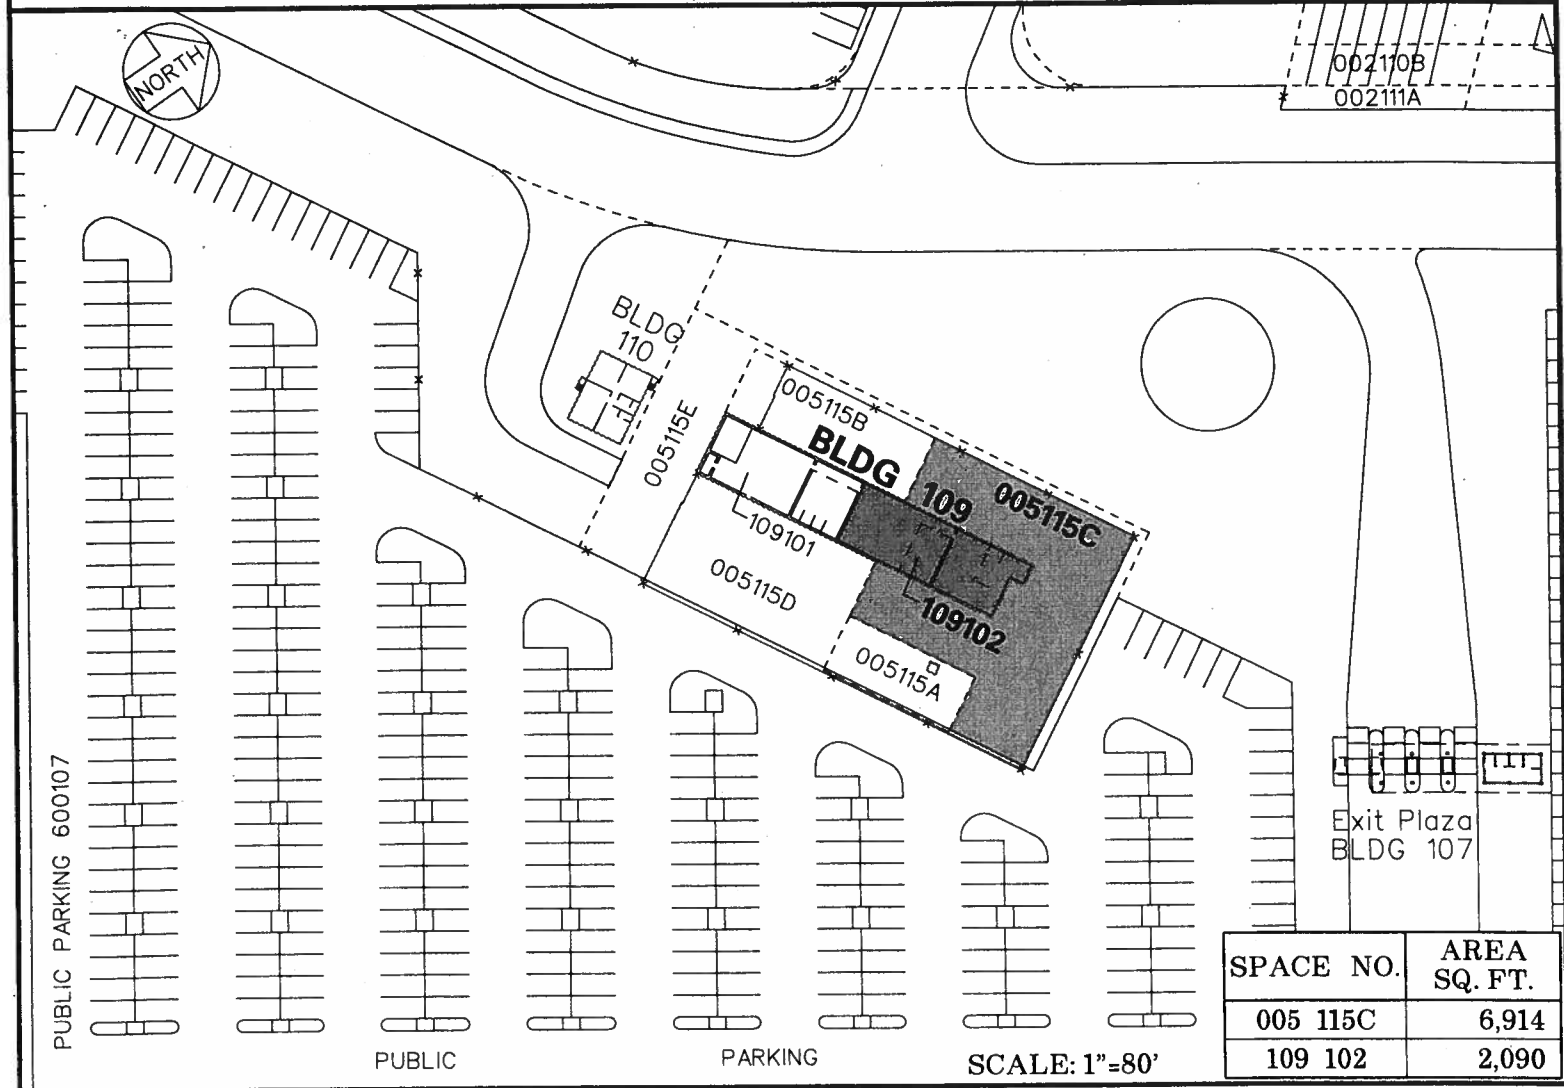 NORTH
002110B
002111A
BLDG
110
005115E
005115B
BLDG 109
005115C
109101
005115D
109102
005115A
PUBLIC PARKING 600107
Exit Plaza
BLDG 107
PUBLIC PARKING
SCALE: 1"=80'
SPACE NO. AREA SQ. FT.
005 115C 6,914
109 102 2,090